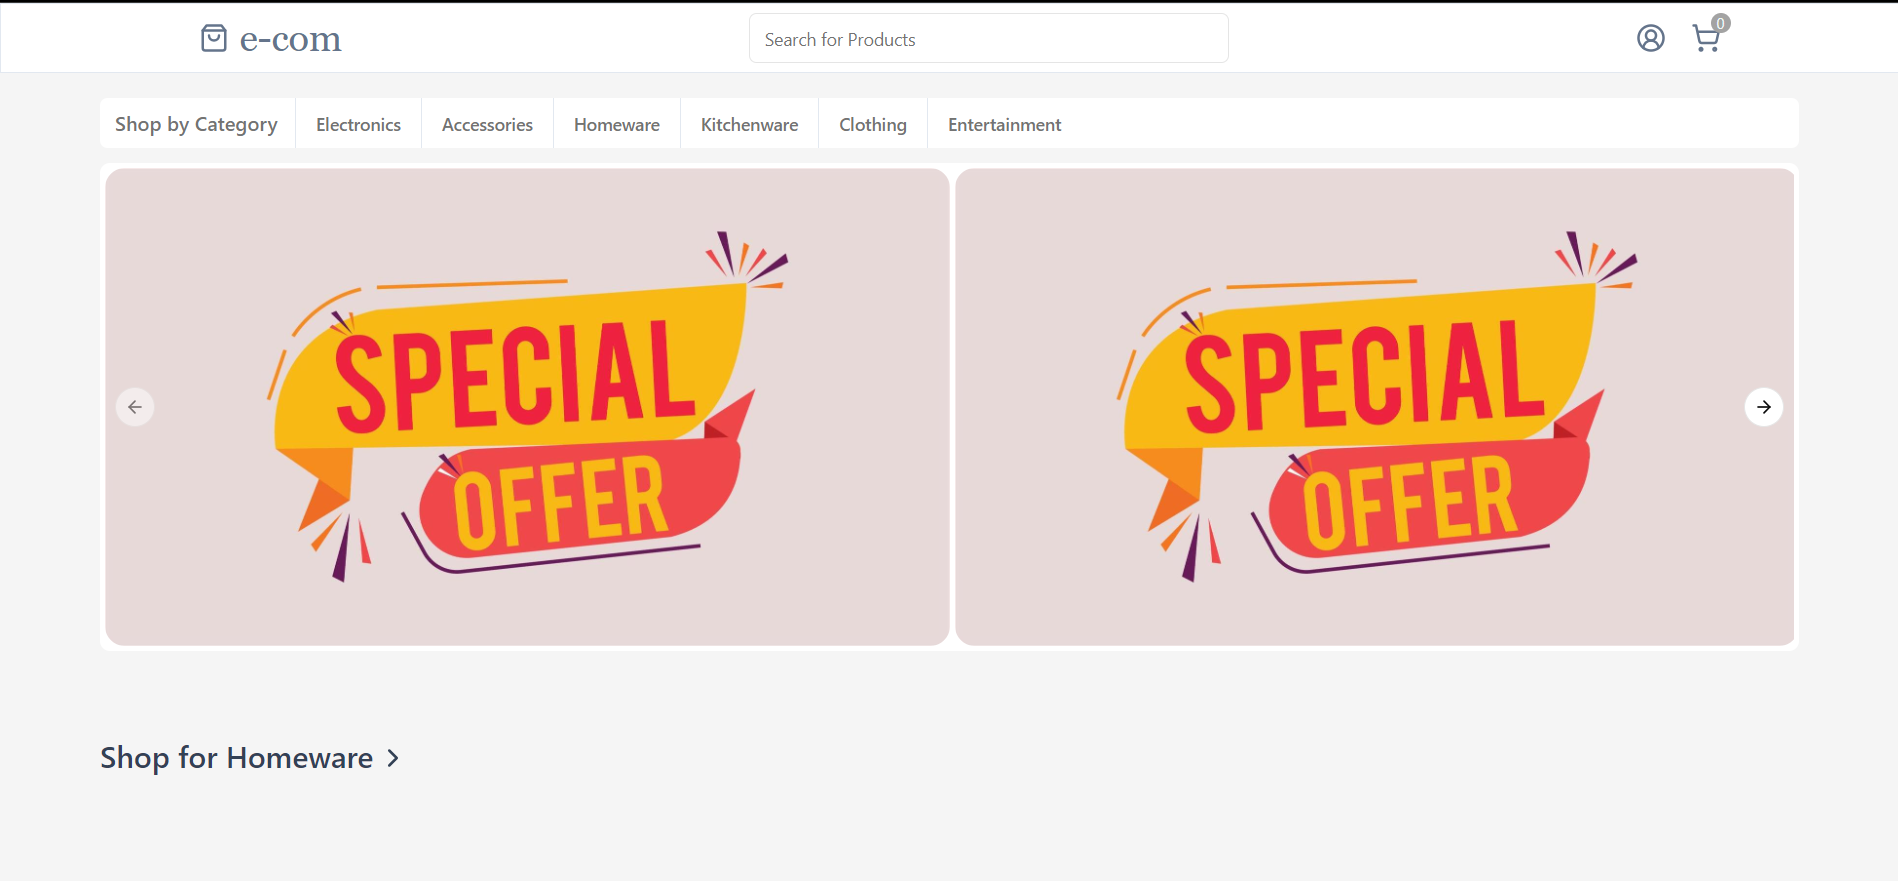 e-com
Search for Products
0
Shop by Category
Electronics
Accessories
Homeware
Kitchenware
Clothing
Entertainment
SPECIAL
OFFER
SPECIAL
OFFER
Shop for Homeware